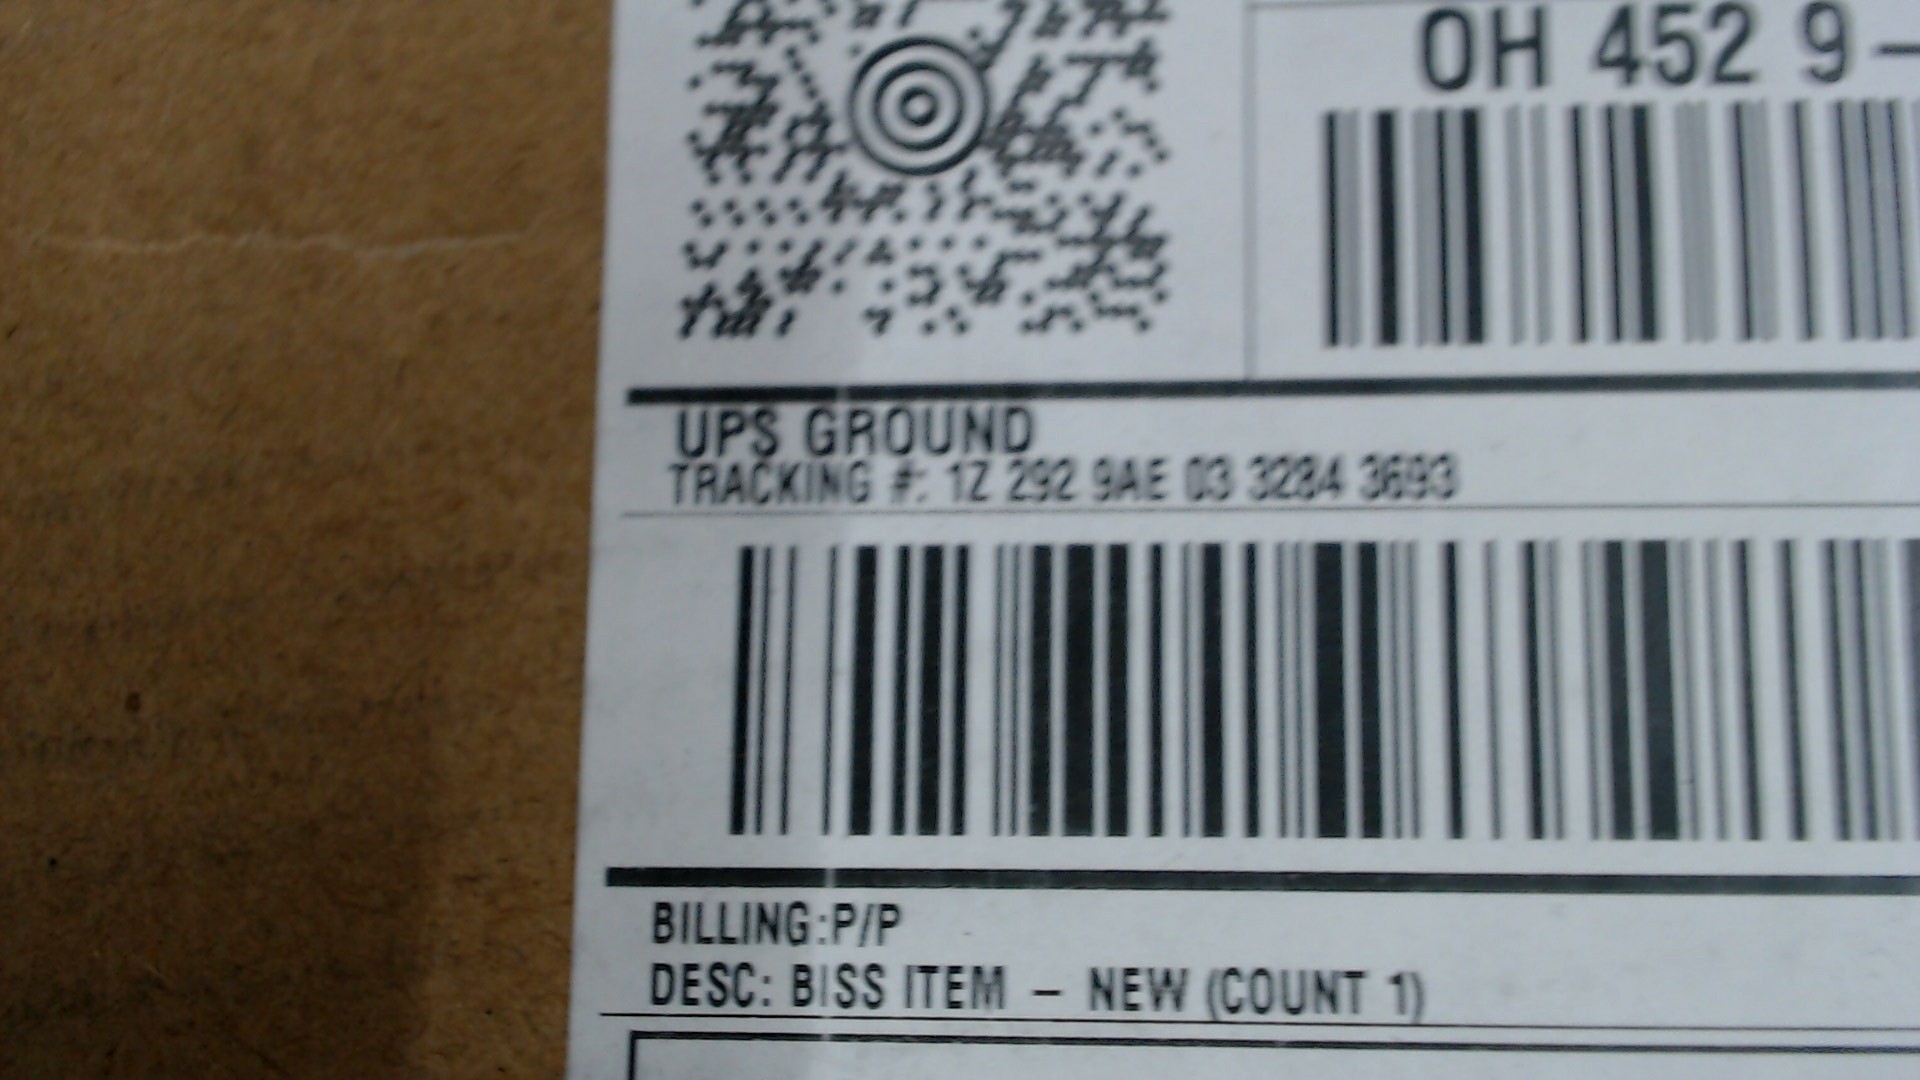 OH 452 9-
UPS GROUND
TRACKING #: 1Z 292 9AE 03 3284 3693
BILLING:P/P
DESC: BISS ITEM - NEW (COUNT 1)